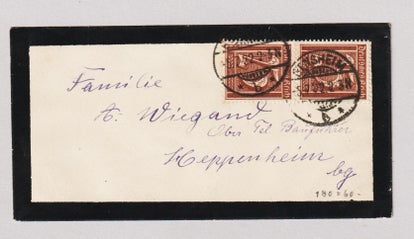 Familie
A. Wiegand
Ober Tel Bauführer
Heppenheim
bg
180 x 60 -